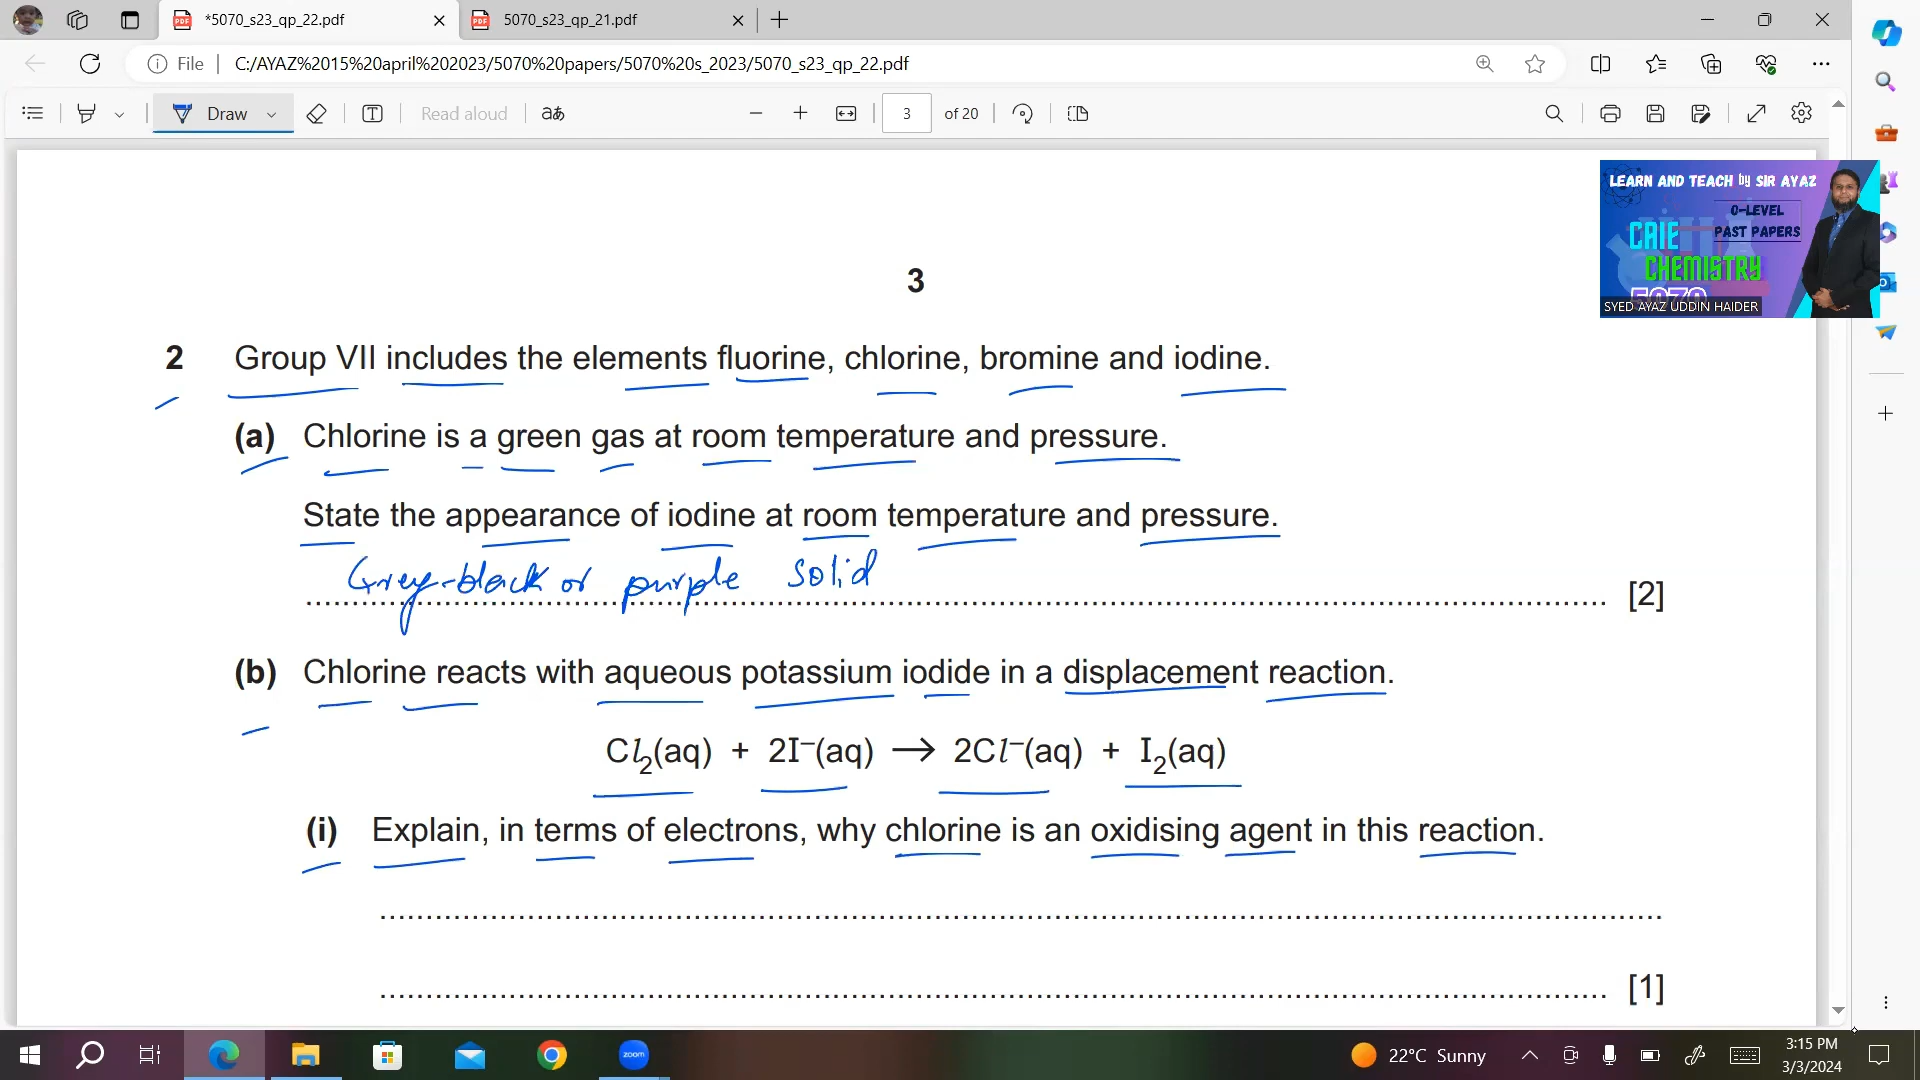 *5070_s23_qp_22.pdf
5070_s23_qp_21.pdf
File
C:/AYAZ%2015%20april%202023/5070%20papers/5070%20s_2023/5070_s23_qp_22.pdf
Draw
Read aloud
aあ
3 of 20
LEARN AND TEACH by SIR AYAZ
O-LEVEL
PAST PAPERS
CAIE
CHEMISTRY
5070
SYED AYAZ UDDIN HAIDER
3
2 Group VII includes the elements fluorine, chlorine, bromine and iodine.
(a) Chlorine is a green gas at room temperature and pressure.
State the appearance of iodine at room temperature and pressure.
Grey-black or purple solid
[2]
(b) Chlorine reacts with aqueous potassium iodide in a displacement reaction.
Cl₂(aq) + 2I⁻(aq) → 2Cl⁻(aq) + I₂(aq)
(i) Explain, in terms of electrons, why chlorine is an oxidising agent in this reaction.
[1]
zoom
22°C Sunny
3:15 PM
3/3/2024